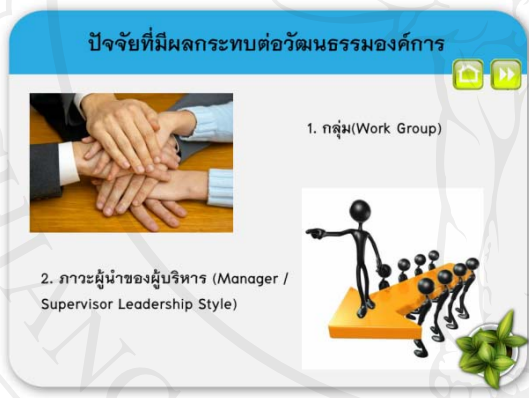 ปัจจัยที่มีผลกระทบต่อวัฒนธรรมองค์การ
1. กลุ่ม(Work Group)
2. ภาวะผู้นำของผู้บริหาร (Manager /
Supervisor Leadership Style)